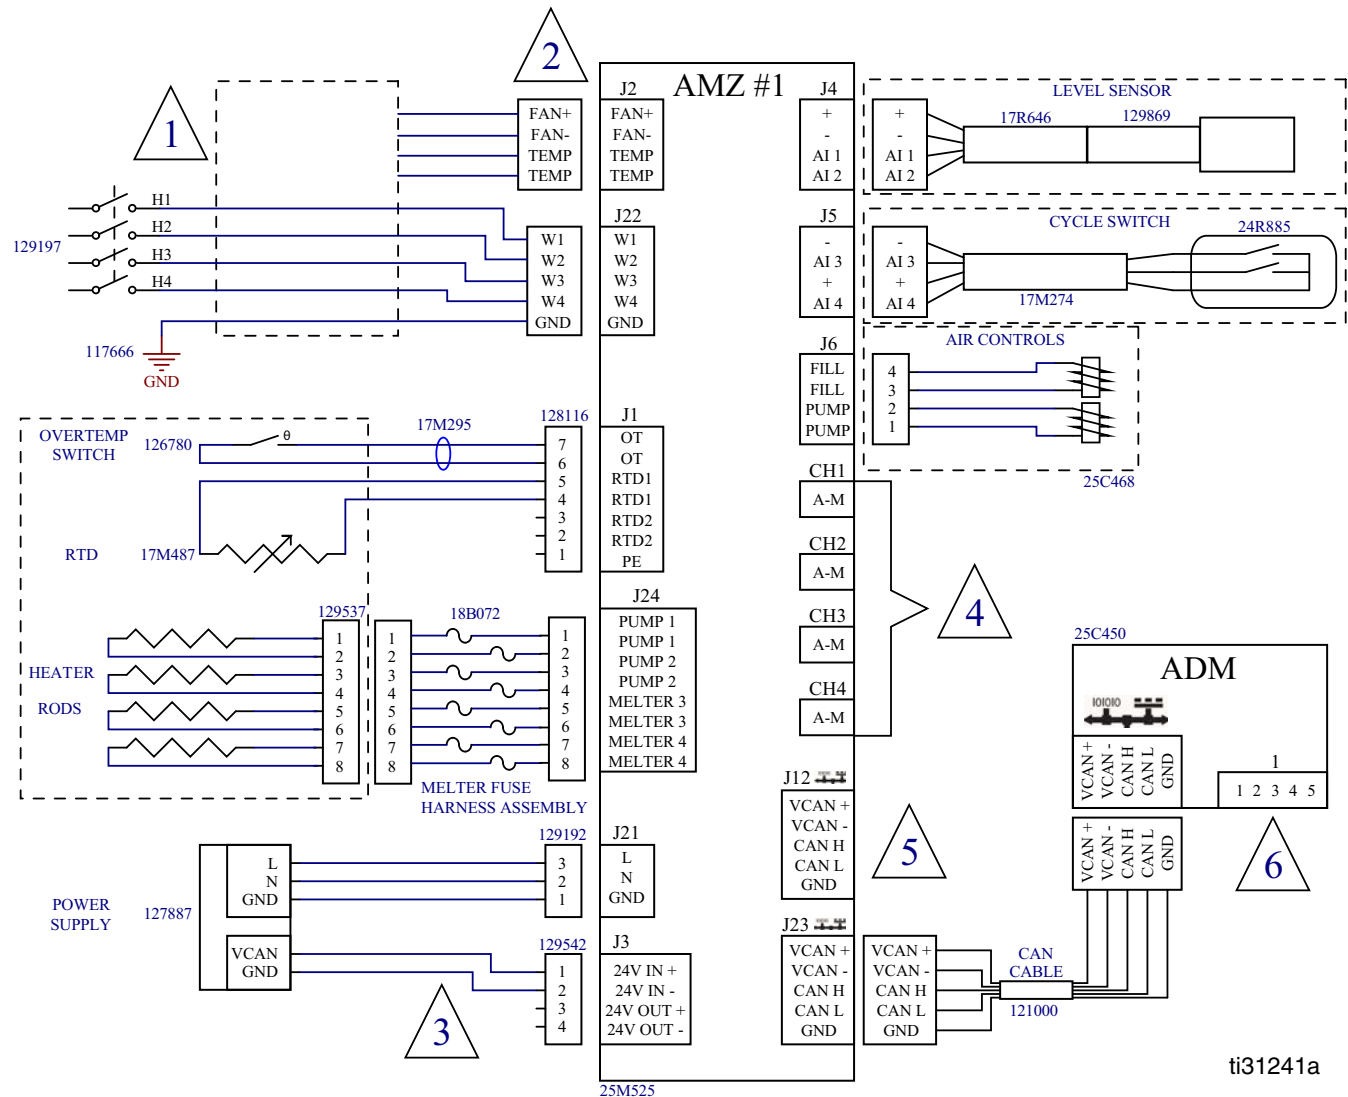 1
2
AMZ #1
J2
FAN+
FAN-
TEMP
TEMP
FAN+
FAN-
TEMP
TEMP
129197
H1
H2
H3
H4
117666
GND
J22
W1
W2
W3
W4
GND
W1
W2
W3
W4
GND
J4
+
-
AI 1
AI 2
+
-
AI 1
AI 2
LEVEL SENSOR
17R646
129869
J5
-
AI 3
+
AI 4
-
AI 3
+
AI 4
CYCLE SWITCH
24R885
17M274
J6
FILL
FILL
PUMP
PUMP
4
3
2
1
AIR CONTROLS
25C468
OVERTEMP
SWITCH
126780
θ
17M295
128116
RTD
17M487
7
6
5
4
3
2
1
J1
OT
OT
RTD1
RTD1
RTD2
RTD2
PE
CH1
A-M
CH2
A-M
CH3
A-M
CH4
A-M
4
HEATER
RODS
129537
1
2
3
4
5
6
7
8
1
2
3
4
5
6
7
8
18B072
MELTER FUSE
HARNESS ASSEMBLY
1
2
3
4
5
6
7
8
J24
PUMP 1
PUMP 1
PUMP 2
PUMP 2
MELTER 3
MELTER 3
MELTER 4
MELTER 4
25C450
ADM
IOIOIO
VCAN +
VCAN -
CAN H
CAN L
GND
1
1 2 3 4 5
VCAN +
VCAN -
CAN H
CAN L
GND
6
J12
VCAN +
VCAN -
CAN H
CAN L
GND
5
POWER
SUPPLY
127887
L
N
GND
VCAN
GND
129192
3
2
1
J21
L
N
GND
129542
1
2
3
4
J3
24V IN +
24V IN -
24V OUT +
24V OUT -
3
J23
VCAN +
VCAN -
CAN H
CAN L
GND
VCAN +
VCAN -
CAN H
CAN L
GND
CAN
CABLE
121000
25M525
ti31241a